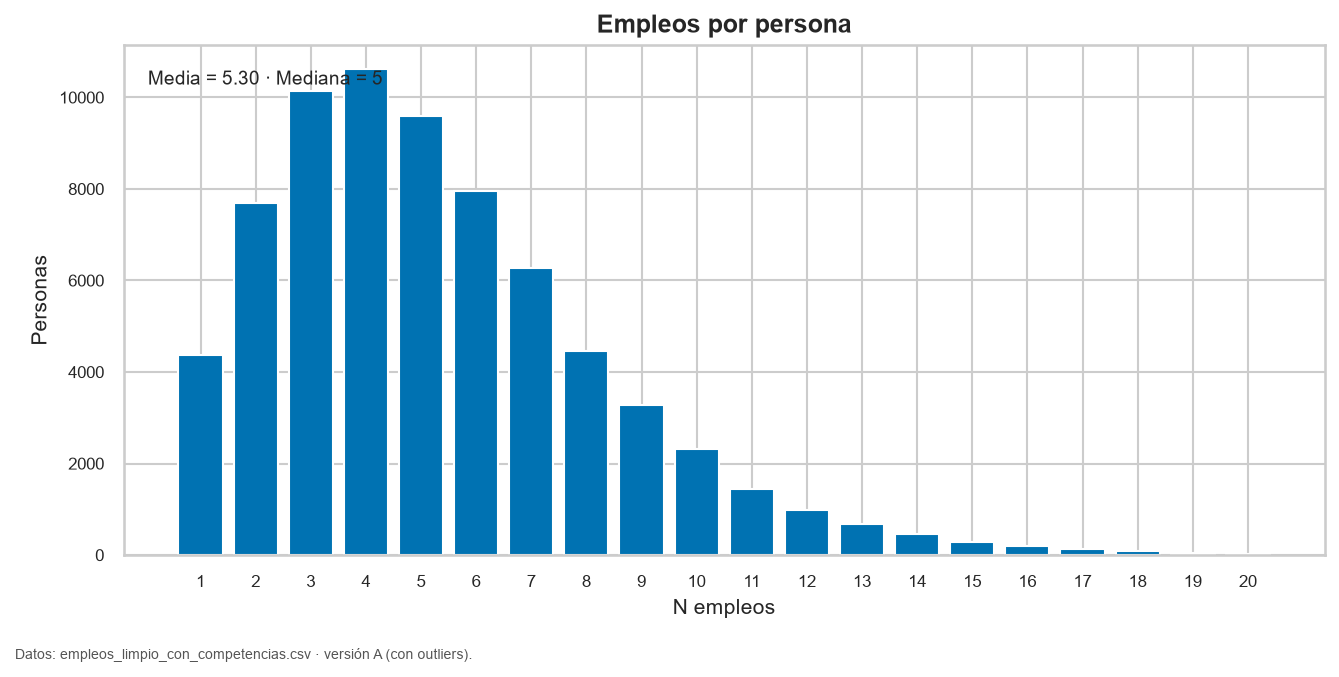 Empleos por persona
Media = 5.30 · Mediana = 5
10000
8000
6000
4000
2000
0
Personas
1 2 3 4 5 6 7 8 9 10 11 12 13 14 15 16 17 18 19 20
N empleos
Datos: empleos_limpio_con_competencias.csv · versión A (con outliers).